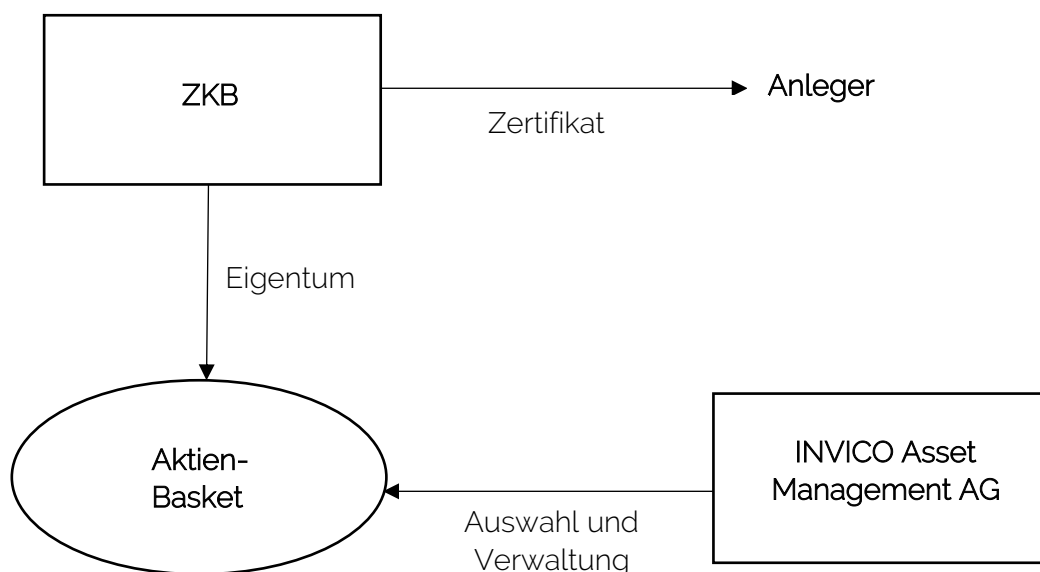 ZKB
Anleger
Zertifikat
Eigentum
Aktien-
Basket
INVICO Asset
Management AG
Auswahl und
Verwaltung